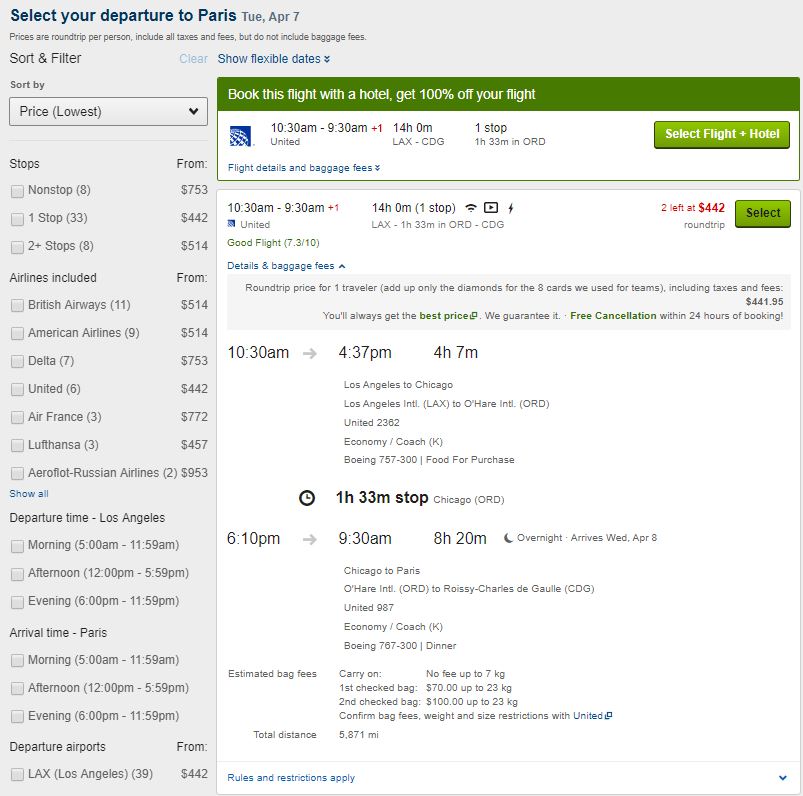 Select your departure to Paris Tue, Apr 7
Prices are roundtrip per person, include all taxes and fees, but do not include baggage fees.
Sort & Filter Clear
Sort by
Price (Lowest)
Stops From:
Nonstop (8) $753
1 Stop (33) $442
2+ Stops (8) $514
Airlines included From:
British Airways (11) $514
American Airlines (9) $514
Delta (7) $753
United (6) $442
Air France (3) $772
Lufthansa (3) $457
Aeroflot-Russian Airlines (2) $953
Show all
Departure time - Los Angeles
Morning (5:00am - 11:59am)
Afternoon (12:00pm - 5:59pm)
Evening (6:00pm - 11:59pm)
Arrival time - Paris
Morning (5:00am - 11:59am)
Afternoon (12:00pm - 5:59pm)
Evening (6:00pm - 11:59pm)
Departure airports From:
LAX (Los Angeles) (39) $442
Show flexible dates
Book this flight with a hotel, get 100% off your flight
10:30am - 9:30am +1 14h 0m 1 stop
United LAX - CDG 1h 33m in ORD
Select Flight + Hotel
Flight details and baggage fees
10:30am - 9:30am +1 14h 0m (1 stop) 2 left at $442 Select
United LAX - 1h 33m in ORD - CDG roundtrip
Good Flight (7.3/10)
Details & baggage fees
Roundtrip price for 1 traveler (add up only the diamonds for the 8 cards we used for teams), including taxes and fees:
$441.95
You'll always get the best price. We guarantee it. · Free Cancellation within 24 hours of booking!
10:30am 4:37pm 4h 7m
Los Angeles to Chicago
Los Angeles Intl. (LAX) to O'Hare Intl. (ORD)
United 2362
Economy / Coach (K)
Boeing 757-300 | Food For Purchase
1h 33m stop Chicago (ORD)
6:10pm 9:30am 8h 20m Overnight · Arrives Wed, Apr 8
Chicago to Paris
O'Hare Intl. (ORD) to Roissy-Charles de Gaulle (CDG)
United 987
Economy / Coach (K)
Boeing 767-300 | Dinner
Estimated bag fees Carry on: No fee up to 7 kg
1st checked bag: $70.00 up to 23 kg
2nd checked bag: $100.00 up to 23 kg
Confirm bag fees, weight and size restrictions with United
Total distance 5,871 mi
Rules and restrictions apply